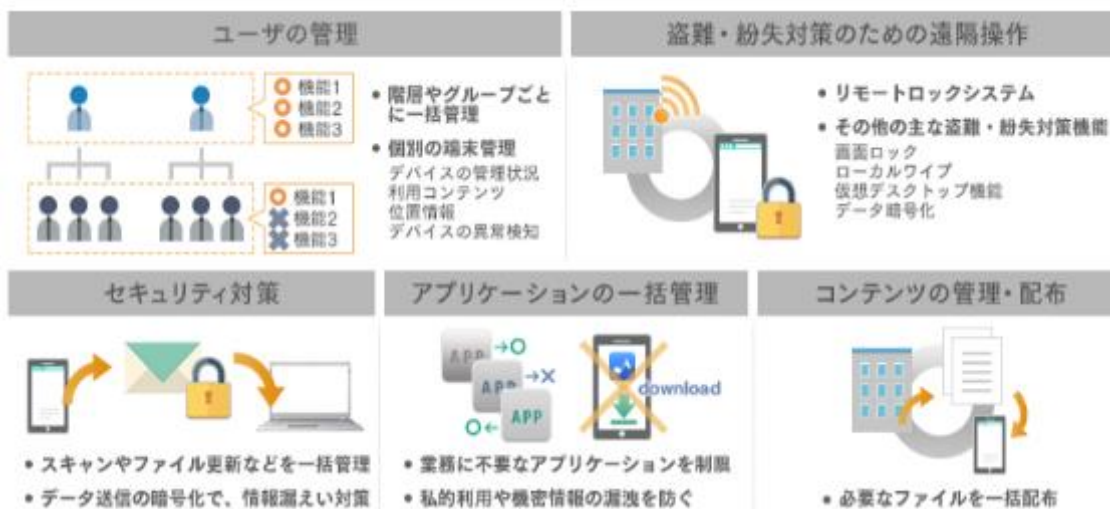 ユーザの管理
機能1
機能2
機能3
機能1
機能2
機能3
• 階層やグループごと
に一括管理
• 個別の端末管理
デバイスの管理状況
利用コンテンツ
位置情報
デバイスの異常検知
盗難・紛失対策のための遠隔操作
• リモートロックシステム
• その他の主な盗難・紛失対策機能
画面ロック
ローカルワイプ
仮想デスクトップ機能
データ暗号化
セキュリティ対策
• スキャンやファイル更新などを一括管理
• データ送信の暗号化で、情報漏えい対策
アプリケーションの一括管理
APP →O
APP →X
O← APP
download
• 業務に不要なアプリケーションを制限
• 私的利用や機密情報の漏洩を防ぐ
コンテンツの管理・配布
• 必要なファイルを一括配布